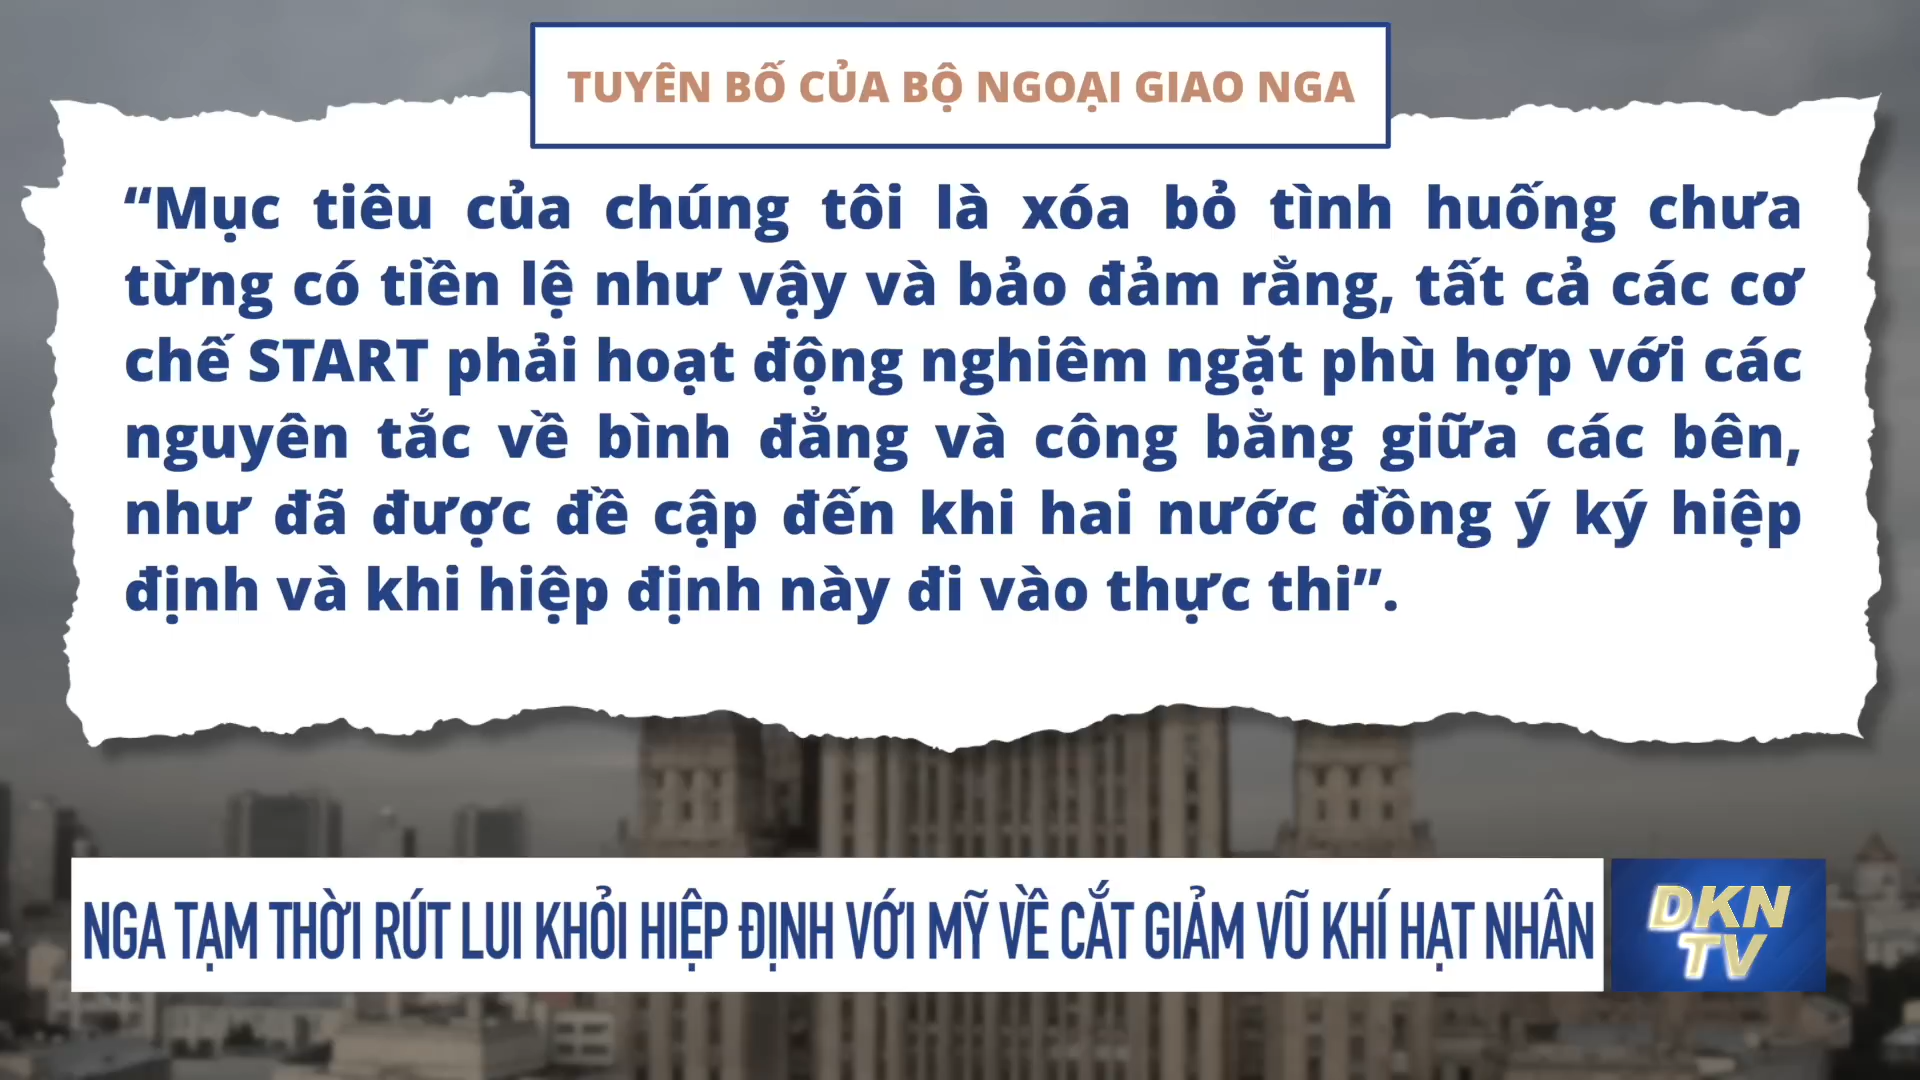 TUYÊN BỐ CỦA BỘ NGOẠI GIAO NGA
“Mục tiêu của chúng tôi là xóa bỏ tình huống chưa
từng có tiền lệ như vậy và bảo đảm rằng, tất cả các cơ
chế START phải hoạt động nghiêm ngặt phù hợp với các
nguyên tắc về bình đẳng và công bằng giữa các bên,
như đã được đề cập đến khi hai nước đồng ý ký hiệp
định và khi hiệp định này đi vào thực thi”.
NGA TẠM THỜI RÚT LUI KHỎI HIỆP ĐỊNH VỚI MỸ VỀ CẮT GIẢM VŨ KHÍ HẠT NHÂN
DKN
TV